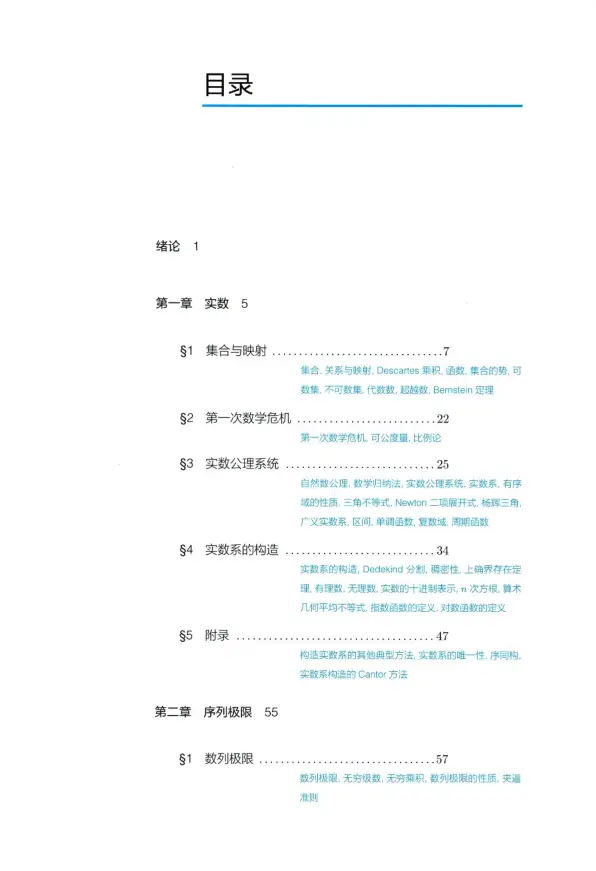 目录
绪论 1
第一章 实数 5
§1 集合与映射 ................................7
集合, 关系与映射, Descartes 乘积, 函数, 集合的势, 可
数集, 不可数集, 代数数, 超越数, Bernstein 定理
§2 第一次数学危机 ..........................22
第一次数学危机, 可公度量, 比例论
§3 实数公理系统 ............................25
自然数公理, 数学归纳法, 实数公理系统, 实数系, 有序
域的性质, 三角不等式, Newton 二项展开式, 杨辉三角,
广义实数系, 区间, 单调函数, 复数域, 周期函数
§4 实数系的构造 ............................34
实数系的构造, Dedekind 分割, 稠密性, 上确界存在定
理, 有理数, 无理数, 实数的十进制表示, n 次方根, 算术
几何平均不等式, 指数函数的定义, 对数函数的定义
§5 附录 .....................................47
构造实数系的其他典型方法, 实数系的唯一性, 序同构,
实数系构造的 Cantor 方法
第二章 序列极限 55
§1 数列极限 .................................57
数列极限, 无穷级数, 无穷乘积, 数列极限的性质, 夹逼
准则